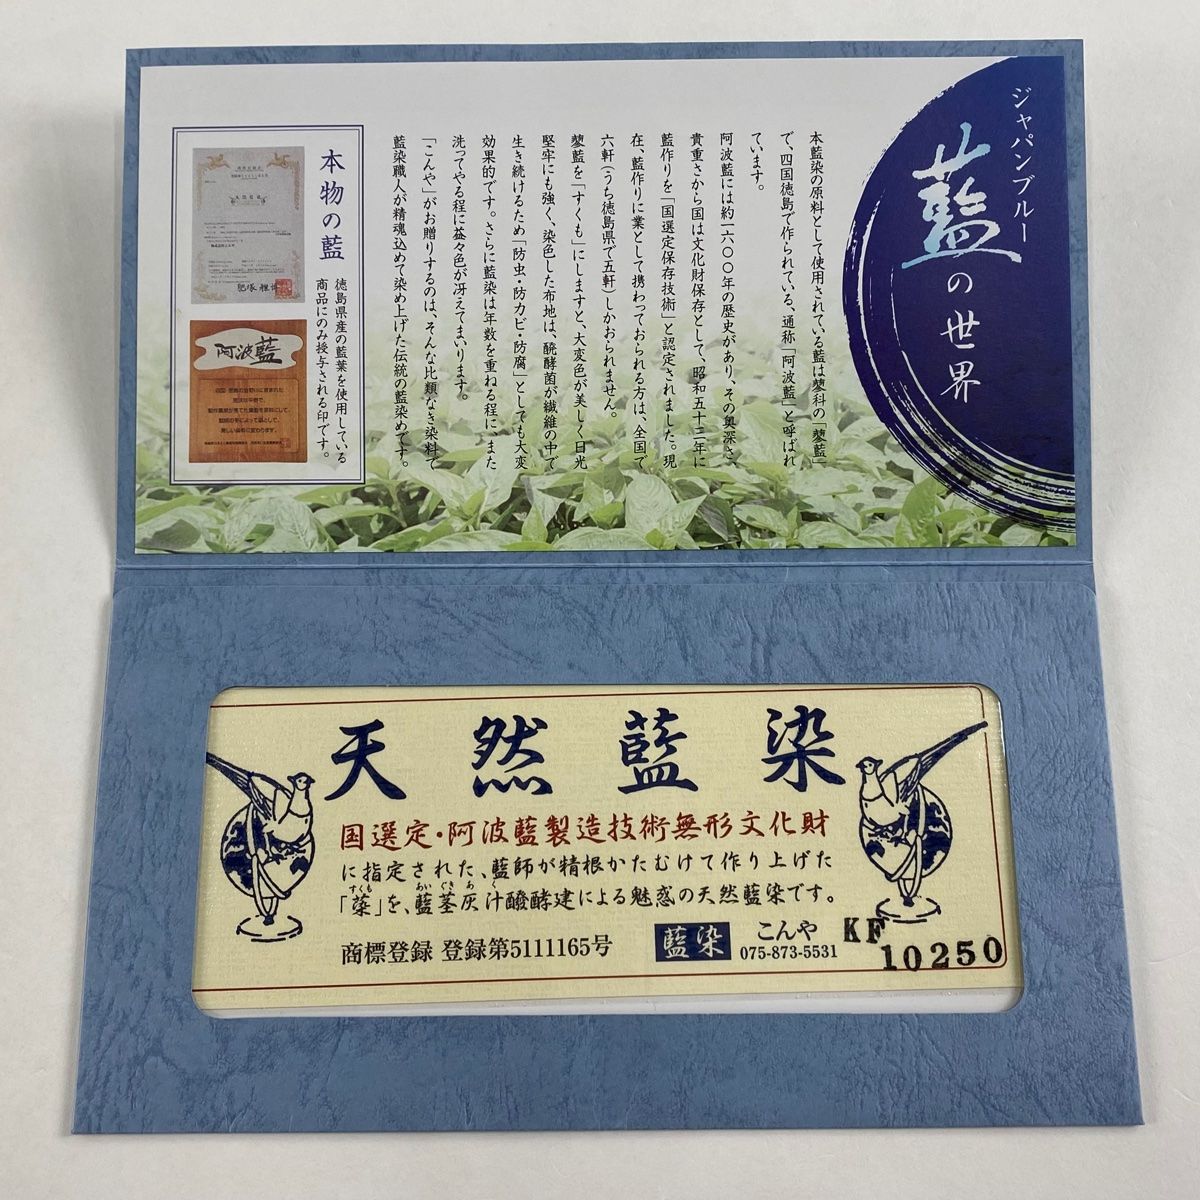 ジャパンブルー
藍の世界
本藍染の原料として使用されている藍は蓼科の「蓼藍」
で、四国徳島で作られている、通称「阿波藍」と呼ばれ
ています。
阿波藍には約一六〇〇年の歴史があり、その奥深さ、
貴重さから国は文化財保存として、昭和五十三年に
藍作りを「国選定保存技術」と認定されました。現
在、藍作りに業として携わっておられる方は、全国で
六軒（うち徳島県で五軒）しかおられません。
蓼藍を「すくも」にしますと、大変色が美しく日光
堅牢にも強く、染色した布地は、醗酵菌が繊維の中で
生き続けるため「防虫・防カビ・防腐」としても大変
効果的です。さらに藍染は年数を重ねる程に、また
洗ってやる程に益々色が冴えてまいります。
「こんや」がお贈りするのは、そんな比類なき染料で
藍染職人が精魂込めて染め上げた伝統の藍染めです。
本物の藍
徳島県産の藍葉を使用している
商品にのみ授与される印です。
阿波藍
天然藍染
国選定・阿波藍製造技術無形文化財
に指定された、藍師が精根かたむけて作り上げた
すくも あい ぐき あ く
「蒅」を、藍茎灰汁醗酵建による魅惑の天然藍染です。
商標登録 登録第5111165号
藍染 こんや
075-873-5531
KF
10250